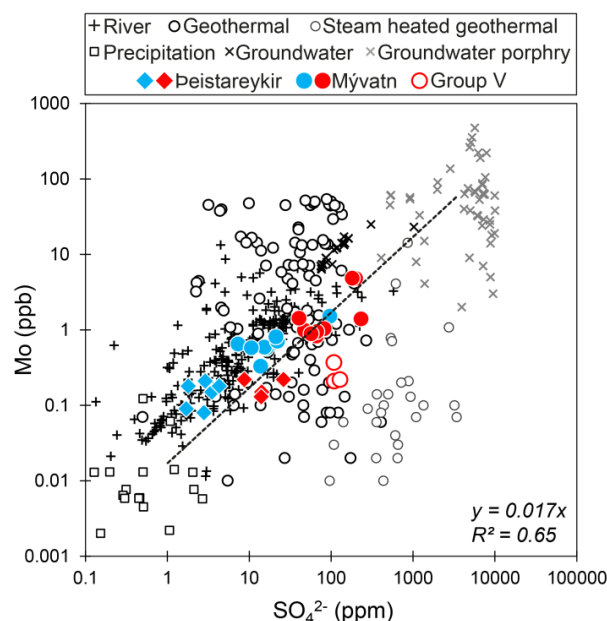 River Geothermal Steam heated geothermal
Precipitation Groundwater Groundwater porphry
Þeistareykir Mývatn Group V
1000
100
10
1
0.1
0.01
0.001
Mo (ppb)
y = 0.017x
R² = 0.65
0.1 1 10 100 1000 10000 100000
SO₄²⁻ (ppm)